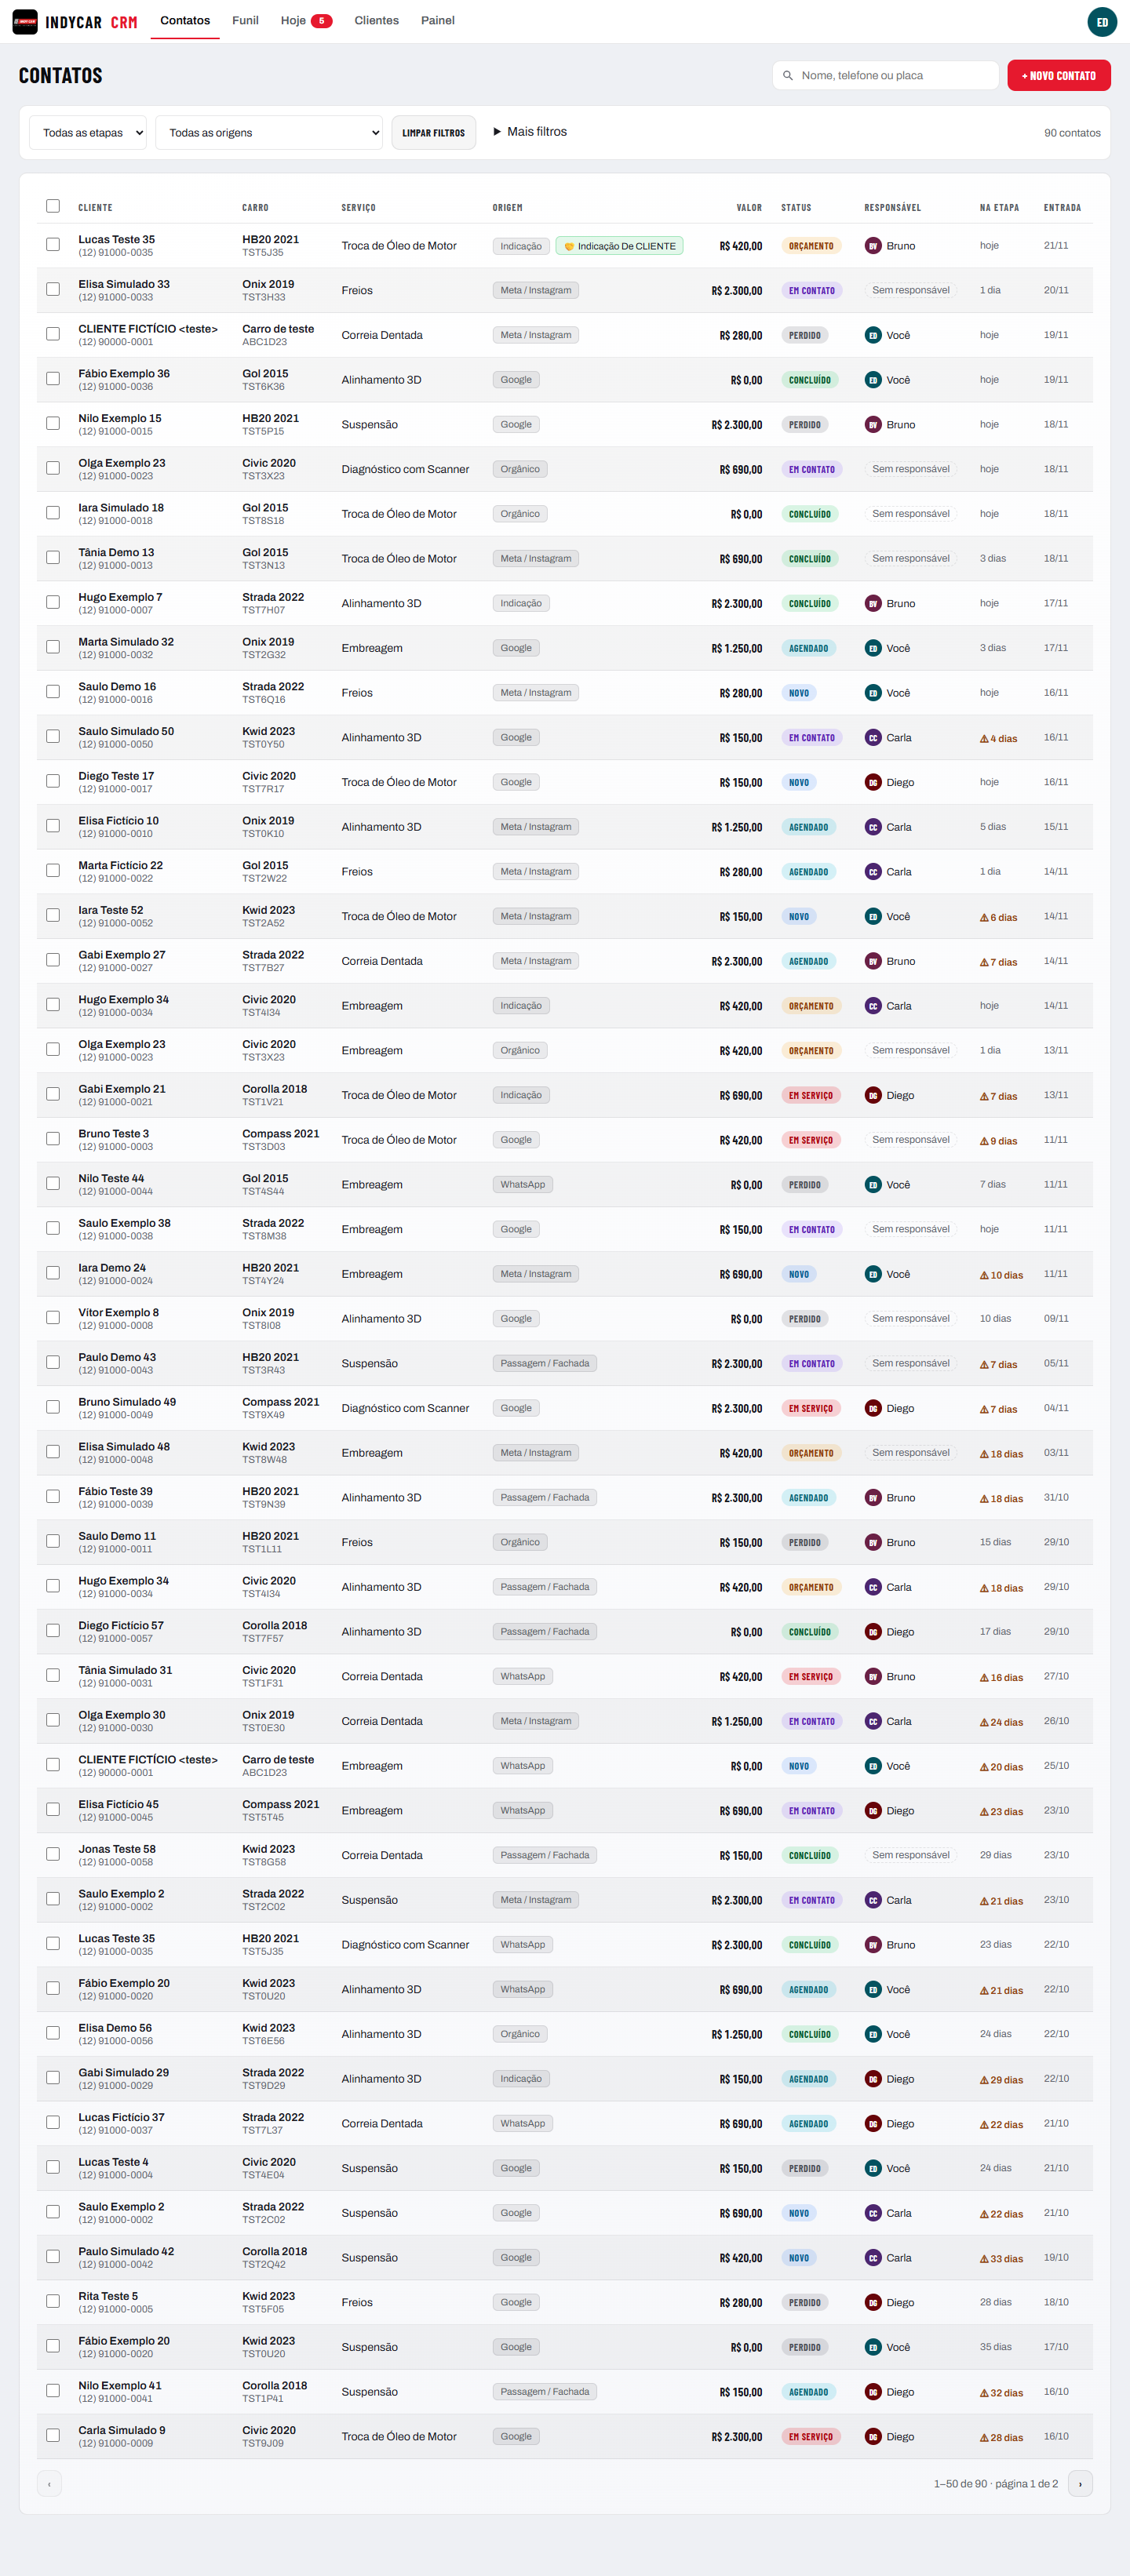 INDYCAR CRM
Contatos
Funil
Hoje 5
Clientes
Painel
ED
CONTATOS
Nome, telefone ou placa
+ NOVO CONTATO
Todas as etapas
Todas as origens
LIMPAR FILTROS
▶ Mais filtros
90 contatos
CLIENTE CARRO SERVIÇO ORIGEM VALOR STATUS RESPONSÁVEL NA ETAPA ENTRADA
Lucas Teste 35 HB20 2021
(12) 91000-0035 TST5J35
Troca de Óleo de Motor Indicação Indicação De CLIENTE R$ 420,00 ORÇAMENTO BV Bruno hoje 21/11
Elisa Simulado 33 Onix 2019
(12) 91000-0033 TST3H33
Freios Meta / Instagram R$ 2.300,00 EM CONTATO Sem responsável 1 dia 20/11
CLIENTE FICTÍCIO <teste> Carro de teste
(12) 90000-0001 ABC1D23
Correia Dentada Meta / Instagram R$ 280,00 PERDIDO ED Você hoje 19/11
Fábio Exemplo 36 Gol 2015
(12) 91000-0036 TST6K36
Alinhamento 3D Google R$ 0,00 CONCLUÍDO ED Você hoje 19/11
Nilo Exemplo 15 HB20 2021
(12) 91000-0015 TST5P15
Suspensão Google R$ 2.300,00 PERDIDO BV Bruno hoje 18/11
Olga Exemplo 23 Civic 2020
(12) 91000-0023 TST3X23
Diagnóstico com Scanner Orgânico R$ 690,00 EM CONTATO Sem responsável hoje 18/11
Iara Simulado 18 Gol 2015
(12) 91000-0018 TST8S18
Troca de Óleo de Motor Orgânico R$ 0,00 CONCLUÍDO Sem responsável hoje 18/11
Tânia Demo 13 Gol 2015
(12) 91000-0013 TST3N13
Troca de Óleo de Motor Meta / Instagram R$ 690,00 CONCLUÍDO Sem responsável 3 dias 18/11
Hugo Exemplo 7 Strada 2022
(12) 91000-0007 TST7H07
Alinhamento 3D Indicação R$ 2.300,00 CONCLUÍDO BV Bruno hoje 17/11
Marta Simulado 32 Onix 2019
(12) 91000-0032 TST2G32
Embreagem Google R$ 1.250,00 AGENDADO ED Você 3 dias 17/11
Saulo Demo 16 Strada 2022
(12) 91000-0016 TST6Q16
Freios Meta / Instagram R$ 280,00 NOVO ED Você hoje 16/11
Saulo Simulado 50 Kwid 2023
(12) 91000-0050 TST0Y50
Alinhamento 3D Google R$ 150,00 EM CONTATO CC Carla ⚠ 4 dias 16/11
Diego Teste 17 Civic 2020
(12) 91000-0017 TST7R17
Troca de Óleo de Motor Google R$ 150,00 NOVO DG Diego hoje 16/11
Elisa Fictício 10 Onix 2019
(12) 91000-0010 TST0K10
Alinhamento 3D Meta / Instagram R$ 1.250,00 AGENDADO CC Carla 5 dias 15/11
Marta Fictício 22 Gol 2015
(12) 91000-0022 TST2W22
Freios Meta / Instagram R$ 280,00 AGENDADO CC Carla 1 dia 14/11
Iara Teste 52 Kwid 2023
(12) 91000-0052 TST2A52
Troca de Óleo de Motor Meta / Instagram R$ 150,00 NOVO ED Você ⚠ 6 dias 14/11
Gabi Exemplo 27 Strada 2022
(12) 91000-0027 TST7B27
Correia Dentada Meta / Instagram R$ 2.300,00 AGENDADO BV Bruno ⚠ 7 dias 14/11
Hugo Exemplo 34 Civic 2020
(12) 91000-0034 TST4I34
Embreagem Indicação R$ 420,00 ORÇAMENTO CC Carla hoje 14/11
Olga Exemplo 23 Civic 2020
(12) 91000-0023 TST3X23
Embreagem Orgânico R$ 420,00 ORÇAMENTO Sem responsável 1 dia 13/11
Gabi Exemplo 21 Corolla 2018
(12) 91000-0021 TST1V21
Troca de Óleo de Motor Indicação R$ 690,00 EM SERVIÇO DG Diego ⚠ 7 dias 13/11
Bruno Teste 3 Compass 2021
(12) 91000-0003 TST3D03
Troca de Óleo de Motor Google R$ 420,00 EM SERVIÇO Sem responsável ⚠ 9 dias 11/11
Nilo Teste 44 Gol 2015
(12) 91000-0044 TST4S44
Embreagem WhatsApp R$ 0,00 PERDIDO ED Você 7 dias 11/11
Saulo Exemplo 38 Strada 2022
(12) 91000-0038 TST8M38
Embreagem Google R$ 150,00 EM CONTATO Sem responsável hoje 11/11
Iara Demo 24 HB20 2021
(12) 91000-0024 TST4Y24
Embreagem Meta / Instagram R$ 690,00 NOVO ED Você ⚠ 10 dias 11/11
Vítor Exemplo 8 Onix 2019
(12) 91000-0008 TST8I08
Alinhamento 3D Google R$ 0,00 PERDIDO Sem responsável 10 dias 09/11
Paulo Demo 43 HB20 2021
(12) 91000-0043 TST3R43
Suspensão Passagem / Fachada R$ 2.300,00 EM CONTATO Sem responsável ⚠ 7 dias 05/11
Bruno Simulado 49 Compass 2021
(12) 91000-0049 TST9X49
Diagnóstico com Scanner Google R$ 2.300,00 EM SERVIÇO DG Diego ⚠ 7 dias 04/11
Elisa Simulado 48 Kwid 2023
(12) 91000-0048 TST8W48
Embreagem Meta / Instagram R$ 420,00 ORÇAMENTO Sem responsável ⚠ 18 dias 03/11
Fábio Teste 39 HB20 2021
(12) 91000-0039 TST9N39
Alinhamento 3D Passagem / Fachada R$ 2.300,00 AGENDADO BV Bruno ⚠ 18 dias 31/10
Saulo Demo 11 HB20 2021
(12) 91000-0011 TST1L11
Freios Orgânico R$ 150,00 PERDIDO BV Bruno 15 dias 29/10
Hugo Exemplo 34 Civic 2020
(12) 91000-0034 TST4I34
Alinhamento 3D Passagem / Fachada R$ 420,00 ORÇAMENTO CC Carla ⚠ 18 dias 29/10
Diego Fictício 57 Corolla 2018
(12) 91000-0057 TST7F57
Alinhamento 3D Passagem / Fachada R$ 0,00 CONCLUÍDO DG Diego 17 dias 29/10
Tânia Simulado 31 Civic 2020
(12) 91000-0031 TST1F31
Correia Dentada WhatsApp R$ 420,00 EM SERVIÇO BV Bruno ⚠ 16 dias 27/10
Olga Exemplo 30 Onix 2019
(12) 91000-0030 TST0E30
Correia Dentada Meta / Instagram R$ 1.250,00 EM CONTATO CC Carla ⚠ 24 dias 26/10
CLIENTE FICTÍCIO <teste> Carro de teste
(12) 90000-0001 ABC1D23
Embreagem WhatsApp R$ 0,00 NOVO ED Você ⚠ 20 dias 25/10
Elisa Fictício 45 Compass 2021
(12) 91000-0045 TST5T45
Embreagem WhatsApp R$ 690,00 EM CONTATO DG Diego ⚠ 23 dias 23/10
Jonas Teste 58 Kwid 2023
(12) 91000-0058 TST8G58
Correia Dentada Passagem / Fachada R$ 150,00 CONCLUÍDO Sem responsável 29 dias 23/10
Saulo Exemplo 2 Strada 2022
(12) 91000-0002 TST2C02
Suspensão Meta / Instagram R$ 2.300,00 EM CONTATO CC Carla ⚠ 21 dias 23/10
Lucas Teste 35 HB20 2021
(12) 91000-0035 TST5J35
Diagnóstico com Scanner WhatsApp R$ 2.300,00 CONCLUÍDO BV Bruno 23 dias 22/10
Fábio Exemplo 20 Kwid 2023
(12) 91000-0020 TST0U20
Alinhamento 3D WhatsApp R$ 690,00 AGENDADO ED Você ⚠ 21 dias 22/10
Elisa Demo 56 Kwid 2023
(12) 91000-0056 TST6E56
Alinhamento 3D Orgânico R$ 1.250,00 CONCLUÍDO ED Você 24 dias 22/10
Gabi Simulado 29 Strada 2022
(12) 91000-0029 TST9D29
Alinhamento 3D Indicação R$ 150,00 AGENDADO DG Diego ⚠ 29 dias 22/10
Lucas Fictício 37 Strada 2022
(12) 91000-0037 TST7L37
Correia Dentada WhatsApp R$ 690,00 AGENDADO DG Diego ⚠ 22 dias 21/10
Lucas Teste 4 Civic 2020
(12) 91000-0004 TST4E04
Suspensão Google R$ 150,00 PERDIDO ED Você 24 dias 21/10
Saulo Exemplo 2 Strada 2022
(12) 91000-0002 TST2C02
Suspensão Google R$ 690,00 NOVO CC Carla ⚠ 22 dias 21/10
Paulo Simulado 42 Corolla 2018
(12) 91000-0042 TST2Q42
Suspensão Google R$ 420,00 NOVO CC Carla ⚠ 33 dias 19/10
Rita Teste 5 Kwid 2023
(12) 91000-0005 TST5F05
Freios Google R$ 280,00 PERDIDO DG Diego 28 dias 18/10
Fábio Exemplo 20 Kwid 2023
(12) 91000-0020 TST0U20
Suspensão Google R$ 0,00 PERDIDO ED Você 35 dias 17/10
Nilo Exemplo 41 Corolla 2018
(12) 91000-0041 TST1P41
Suspensão Passagem / Fachada R$ 150,00 AGENDADO DG Diego ⚠ 32 dias 16/10
Carla Simulado 9 Civic 2020
(12) 91000-0009 TST9J09
Troca de Óleo de Motor Google R$ 2.300,00 EM SERVIÇO DG Diego ⚠ 28 dias 16/10
‹ 1–50 de 90 · página 1 de 2 ›